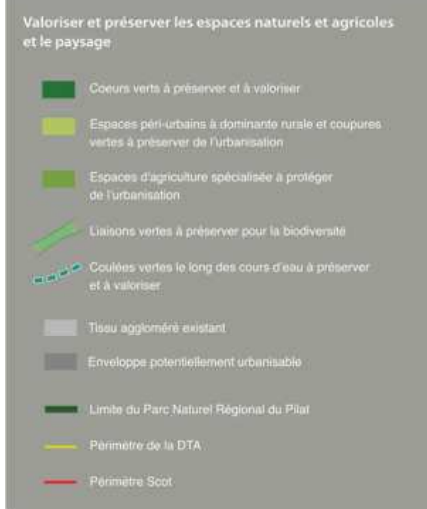 Valoriser et préserver les espaces naturels et agricoles
et le paysage
Coeurs verts à préserver et à valoriser
Espaces péri-urbains à dominante rurale et coupures
vertes à préserver de l'urbanisation
Espaces d'agriculture spécialisée à protéger
de l'urbanisation
Liaisons vertes à préserver pour la biodiversité
Coulées vertes le long des cours d'eau à préserver
et à valoriser
Tissu aggloméré existant
Enveloppe potentiellement urbanisable
Limite du Parc Naturel Régional du Pilat
Périmètre de la DTA
Périmètre Scot